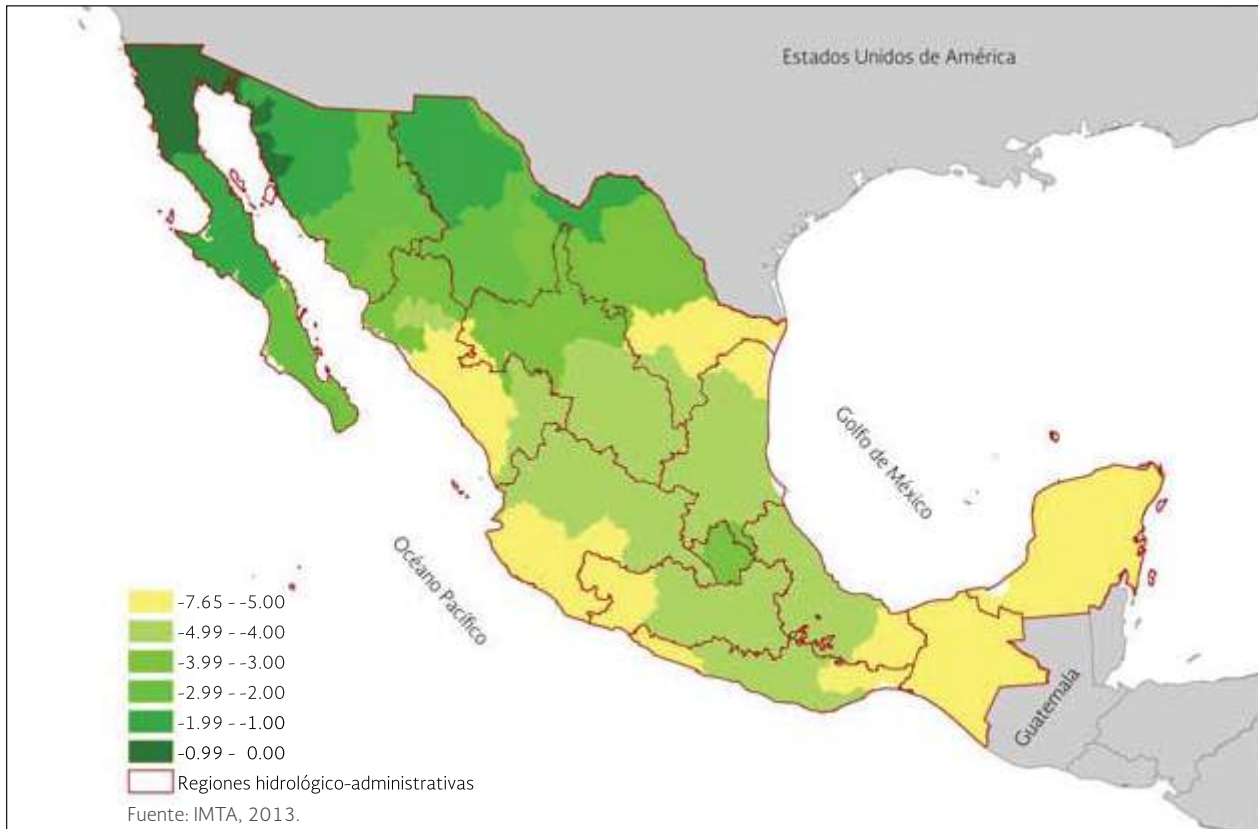 Estados Unidos de América
Golfo de México
Océano Pacífico
Guatemala
-7.65 - -5.00
-4.99 - -4.00
-3.99 - -3.00
-2.99 - -2.00
-1.99 - -1.00
-0.99 - 0.00
Regiones hidrológico-administrativas
Fuente: IMTA, 2013.